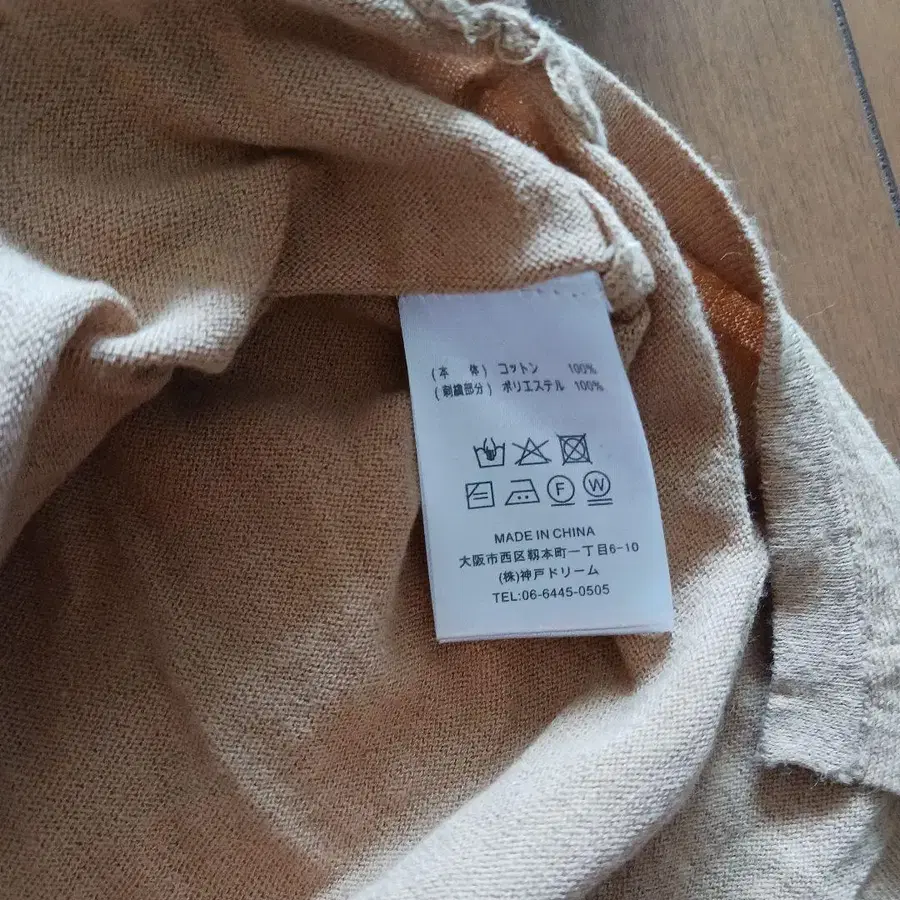 (本 体) コットン 100%
(刺繍部分) ポリエステル 100%
F W
MADE IN CHINA
大阪市西区靱本町一丁目6-10
(株)神戸ドリーム
TEL:06-6445-0505